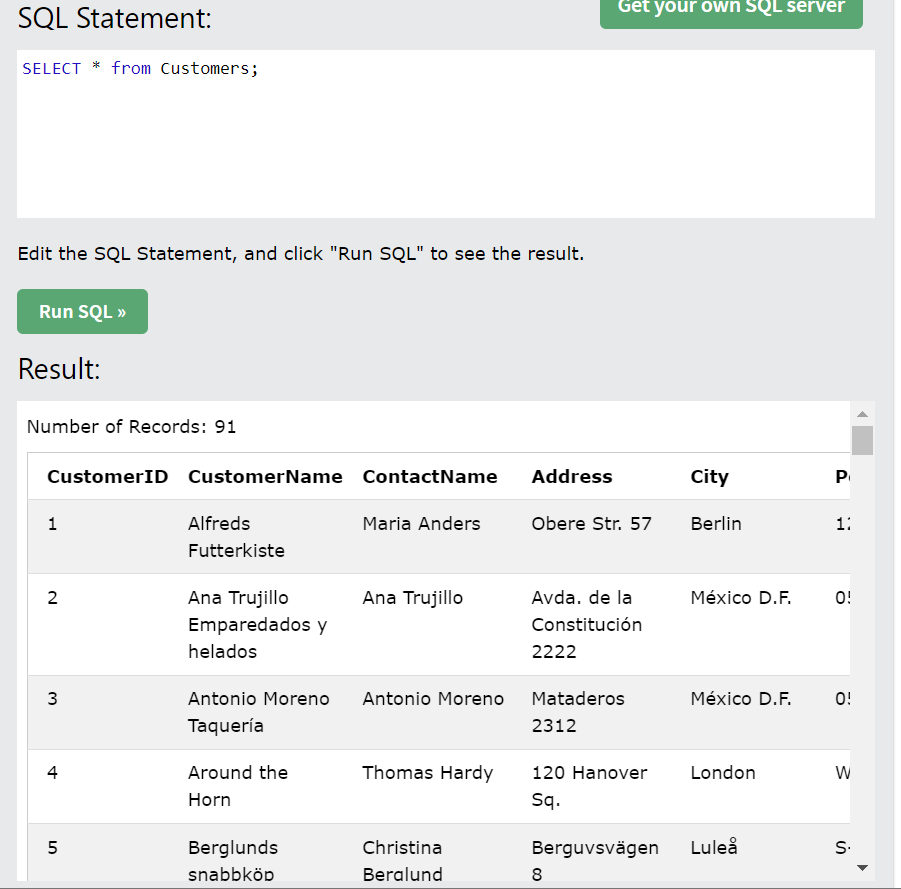 Get your own SQL server
SQL Statement:
SELECT * from Customers;
Edit the SQL Statement, and click "Run SQL" to see the result.
Run SQL »
Result:
Number of Records: 91
CustomerID CustomerName ContactName Address City
1 Alfreds Maria Anders Obere Str. 57 Berlin
Futterkiste
2 Ana Trujillo Ana Trujillo Avda. de la México D.F.
Emparedados y Constitución
helados 2222
3 Antonio Moreno Antonio Moreno Mataderos México D.F.
Taquería 2312
4 Around the Thomas Hardy 120 Hanover London
Horn Sq.
5 Berglunds Christina Berguvsvägen Luleå
snabbköp Berglund 8